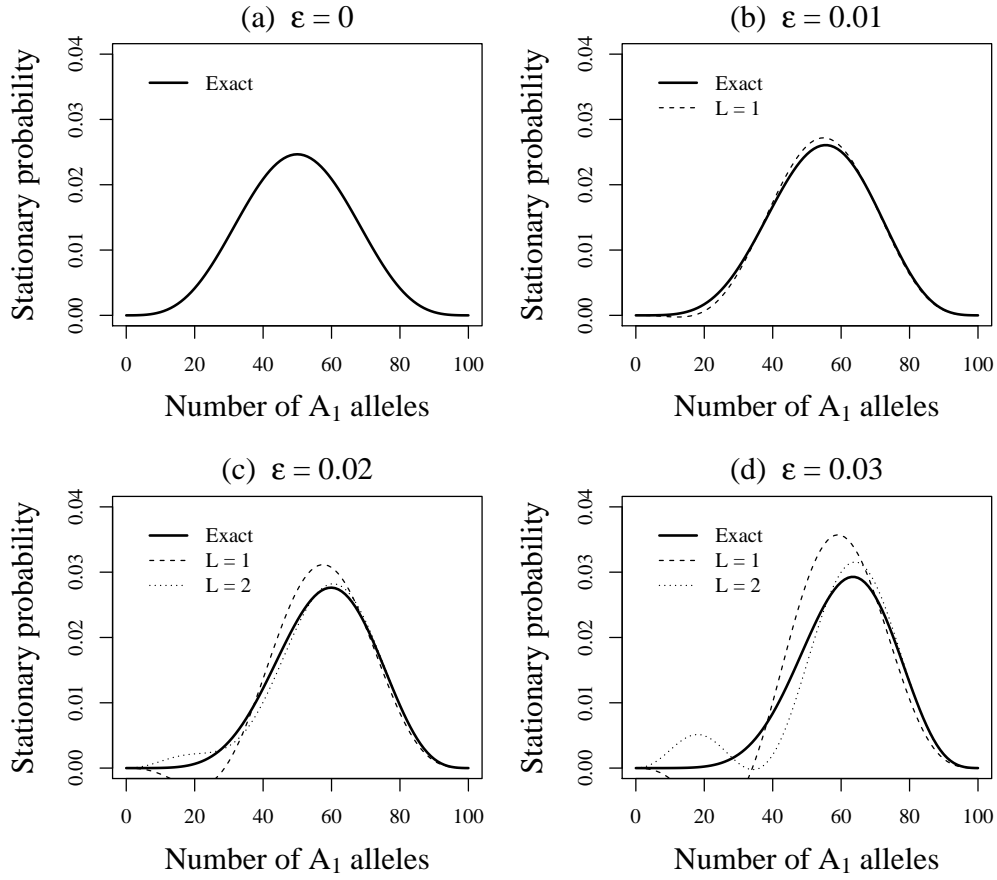 (a) ε = 0
Stationary probability
0.00
0.01
0.02
0.03
0.04
Exact
0 20 40 60 80 100
Number of A₁ alleles
(b) ε = 0.01
Stationary probability
0.00
0.01
0.02
0.03
0.04
Exact
L = 1
0 20 40 60 80 100
Number of A₁ alleles
(c) ε = 0.02
Stationary probability
0.00
0.01
0.02
0.03
0.04
Exact
L = 1
L = 2
0 20 40 60 80 100
Number of A₁ alleles
(d) ε = 0.03
Stationary probability
0.00
0.01
0.02
0.03
0.04
Exact
L = 1
L = 2
0 20 40 60 80 100
Number of A₁ alleles